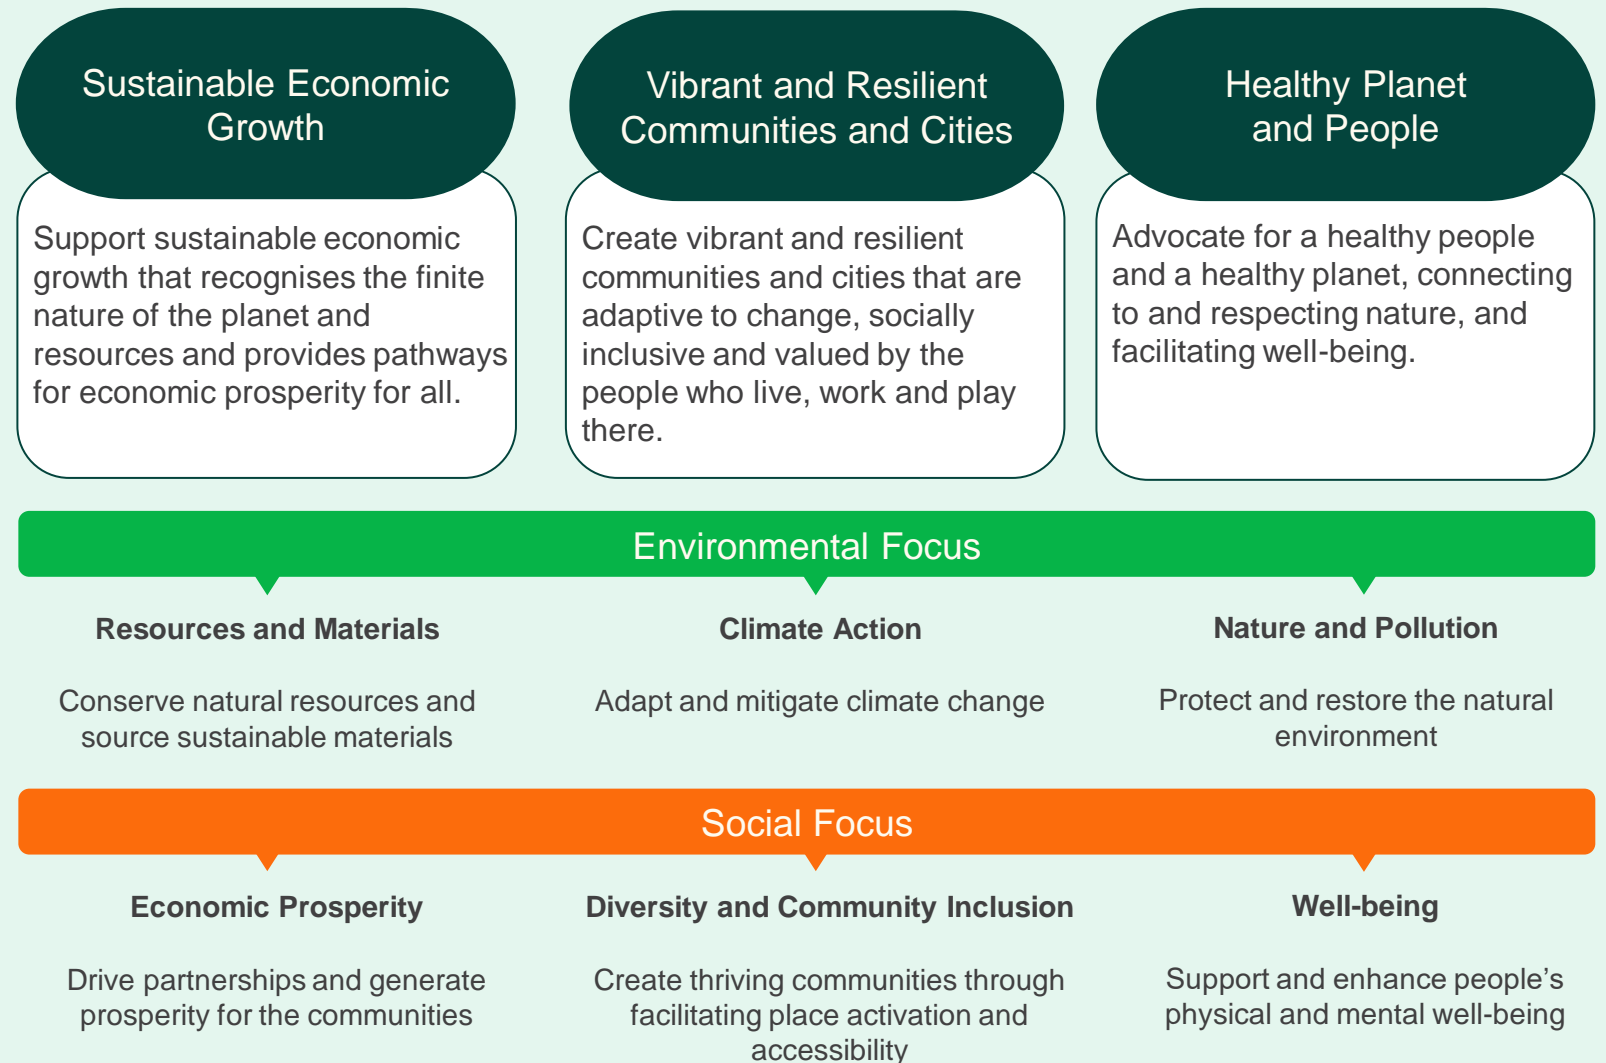 Sustainable Economic
Growth
Support sustainable economic
growth that recognises the finite
nature of the planet and
resources and provides pathways
for economic prosperity for all.
Vibrant and Resilient
Communities and Cities
Create vibrant and resilient
communities and cities that are
adaptive to change, socially
inclusive and valued by the
people who live, work and play
there.
Healthy Planet
and People
Advocate for a healthy people
and a healthy planet, connecting
to and respecting nature, and
facilitating well-being.
Environmental Focus
Resources and Materials
Conserve natural resources and
source sustainable materials
Climate Action
Adapt and mitigate climate change
Nature and Pollution
Protect and restore the natural
environment
Social Focus
Economic Prosperity
Drive partnerships and generate
prosperity for the communities
Diversity and Community Inclusion
Create thriving communities through
facilitating place activation and
accessibility
Well-being
Support and enhance people’s
physical and mental well-being